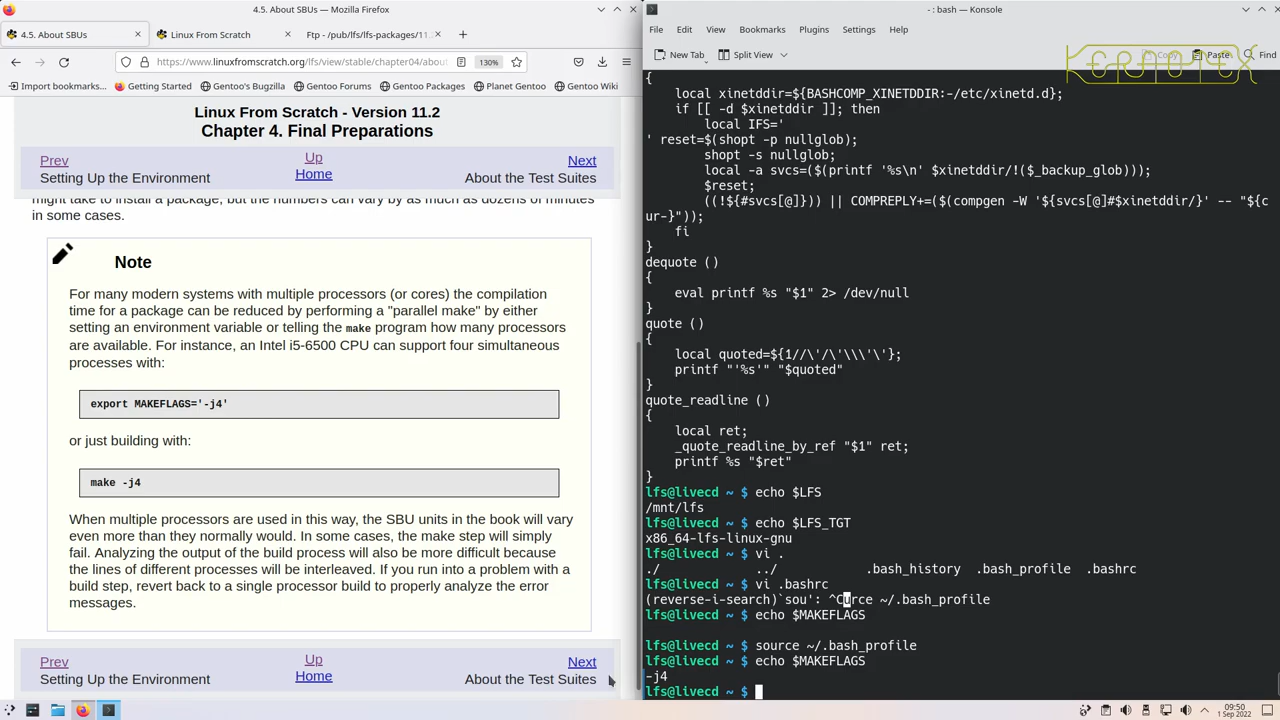 4.5. About SBUs — Mozilla Firefox
4.5. About SBUs
Linux From Scratch
Ftp - /pub/lfs/lfs-packages/11.
https://www.linuxfromscratch.org/lfs/view/stable/chapter04/abou
130%
Import bookmarks...
Getting Started
Gentoo's Bugzilla
Gentoo Forums
Gentoo Packages
Planet Gentoo
Gentoo Wiki
Linux From Scratch - Version 11.2
Chapter 4. Final Preparations
Prev
Up
Next
Setting Up the Environment
Home
About the Test Suites
might take to install a package, but the numbers can vary by as much as dozens of minutes
in some cases.
Note
For many modern systems with multiple processors (or cores) the compilation
time for a package can be reduced by performing a "parallel make" by either
setting an environment variable or telling the make program how many processors
are available. For instance, an Intel i5-6500 CPU can support four simultaneous
processes with:
export MAKEFLAGS='-j4'
or just building with:
make -j4
When multiple processors are used in this way, the SBU units in the book will vary
even more than they normally would. In some cases, the make step will simply
fail. Analyzing the output of the build process will also be more difficult because
the lines of different processes will be interleaved. If you run into a problem with a
build step, revert back to a single processor build to properly analyze the error
messages.
Prev
Up
Next
Setting Up the Environment
Home
About the Test Suites
- : bash — Konsole
File Edit View Bookmarks Plugins Settings Help
New Tab
Split View
Copy
Paste
Find
{
local xinetddir=${BASHCOMP_XINETDDIR:-/etc/xinetd.d};
if [[ -d $xinetddir ]]; then
local IFS='
' reset=$(shopt -p nullglob);
shopt -s nullglob;
local -a svcs=($(printf '%s\n' $xinetddir/!($_backup_glob)));
$reset;
((!${#svcs[@]})) || COMPREPLY+=($(compgen -W '${svcs[@]#$xinetddir/}' -- "${c
ur-}"));
fi
}
dequote ()
{
eval printf %s "$1" 2> /dev/null
}
quote ()
{
local quoted=${1//\'/\'\\\'\'};
printf "'%s'" "$quoted"
}
quote_readline ()
{
local ret;
_quote_readline_by_ref "$1" ret;
printf %s "$ret"
}
lfs@livecd ~ $ echo $LFS
/mnt/lfs
lfs@livecd ~ $ echo $LFS_TGT
x86_64-lfs-linux-gnu
lfs@livecd ~ $ vi .
./ ../ .bash_history .bash_profile .bashrc
lfs@livecd ~ $ vi .bashrc
(reverse-i-search)`sou': ^Curce ~/.bash_profile
lfs@livecd ~ $ echo $MAKEFLAGS
lfs@livecd ~ $ source ~/.bash_profile
lfs@livecd ~ $ echo $MAKEFLAGS
-j4
lfs@livecd ~ $
09:50
1 Sep 2022